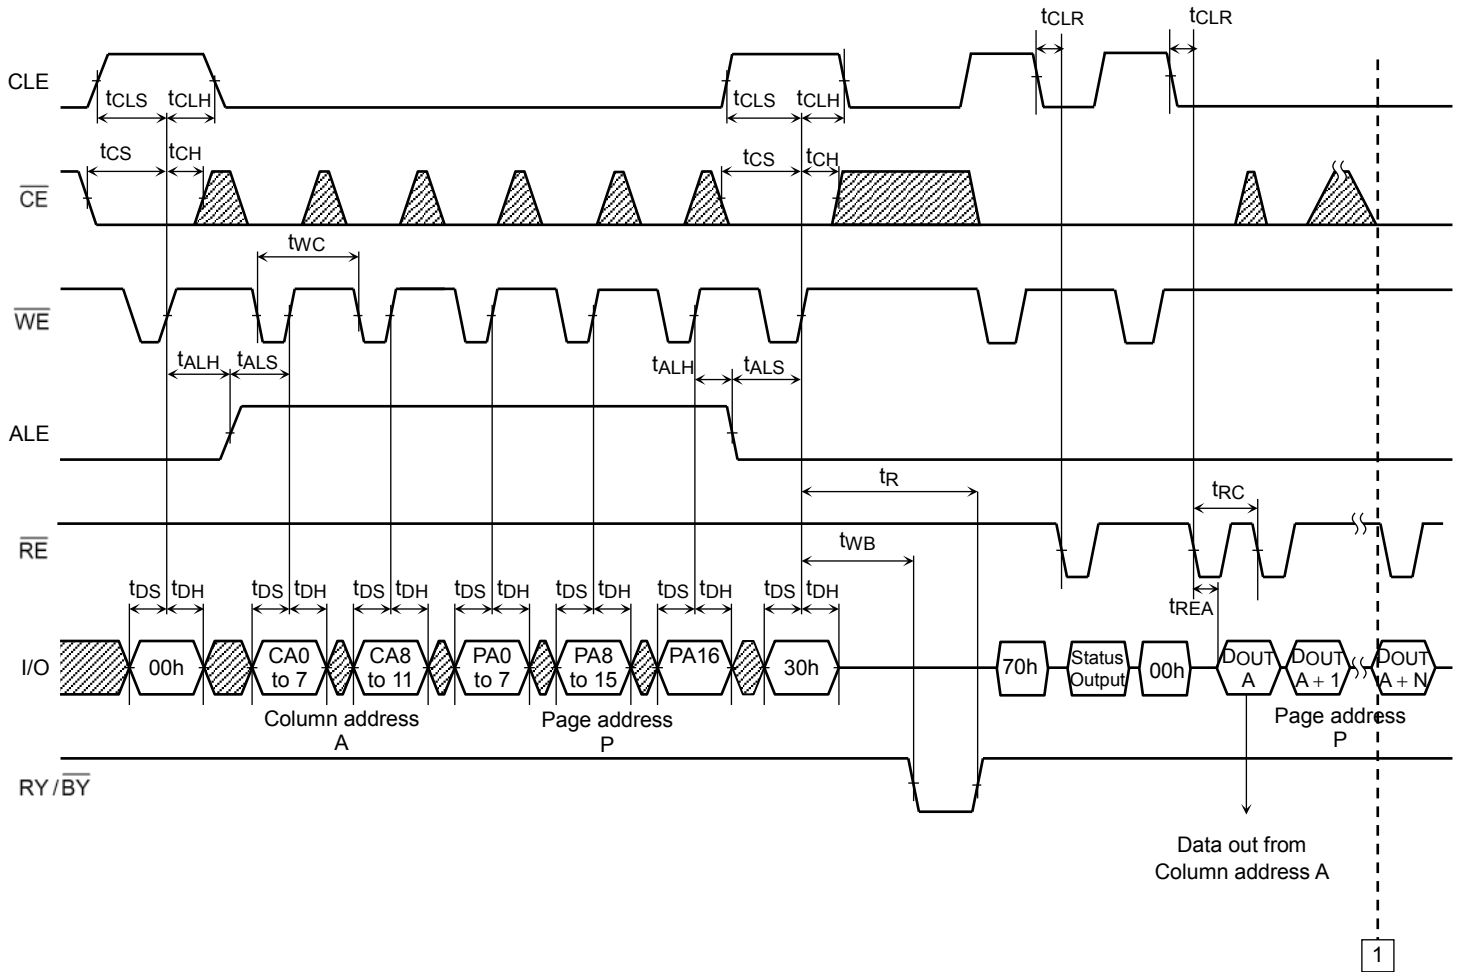 tCLR tCLR
CLE
tCLS tCLH tCLS tCLH
tCS tCH tCS tCH
CE
tWC
WE
tALH tALS tALH tALS
ALE
tR
tRC
RE
tWB
tDS tDH tDS tDH tDS tDH tDS tDH tDS tDH tDS tDH tDS tDH
tREA
I/O
00h
CA0
to 7
CA8
to 11
PA0
to 7
PA8
to 15
PA16
30h
70h
Status
Output
00h
DOUT
A
DOUT
A + 1
DOUT
A + N
Column address
A
Page address
P
Page address
P
RY/BY
Data out from
Column address A
1